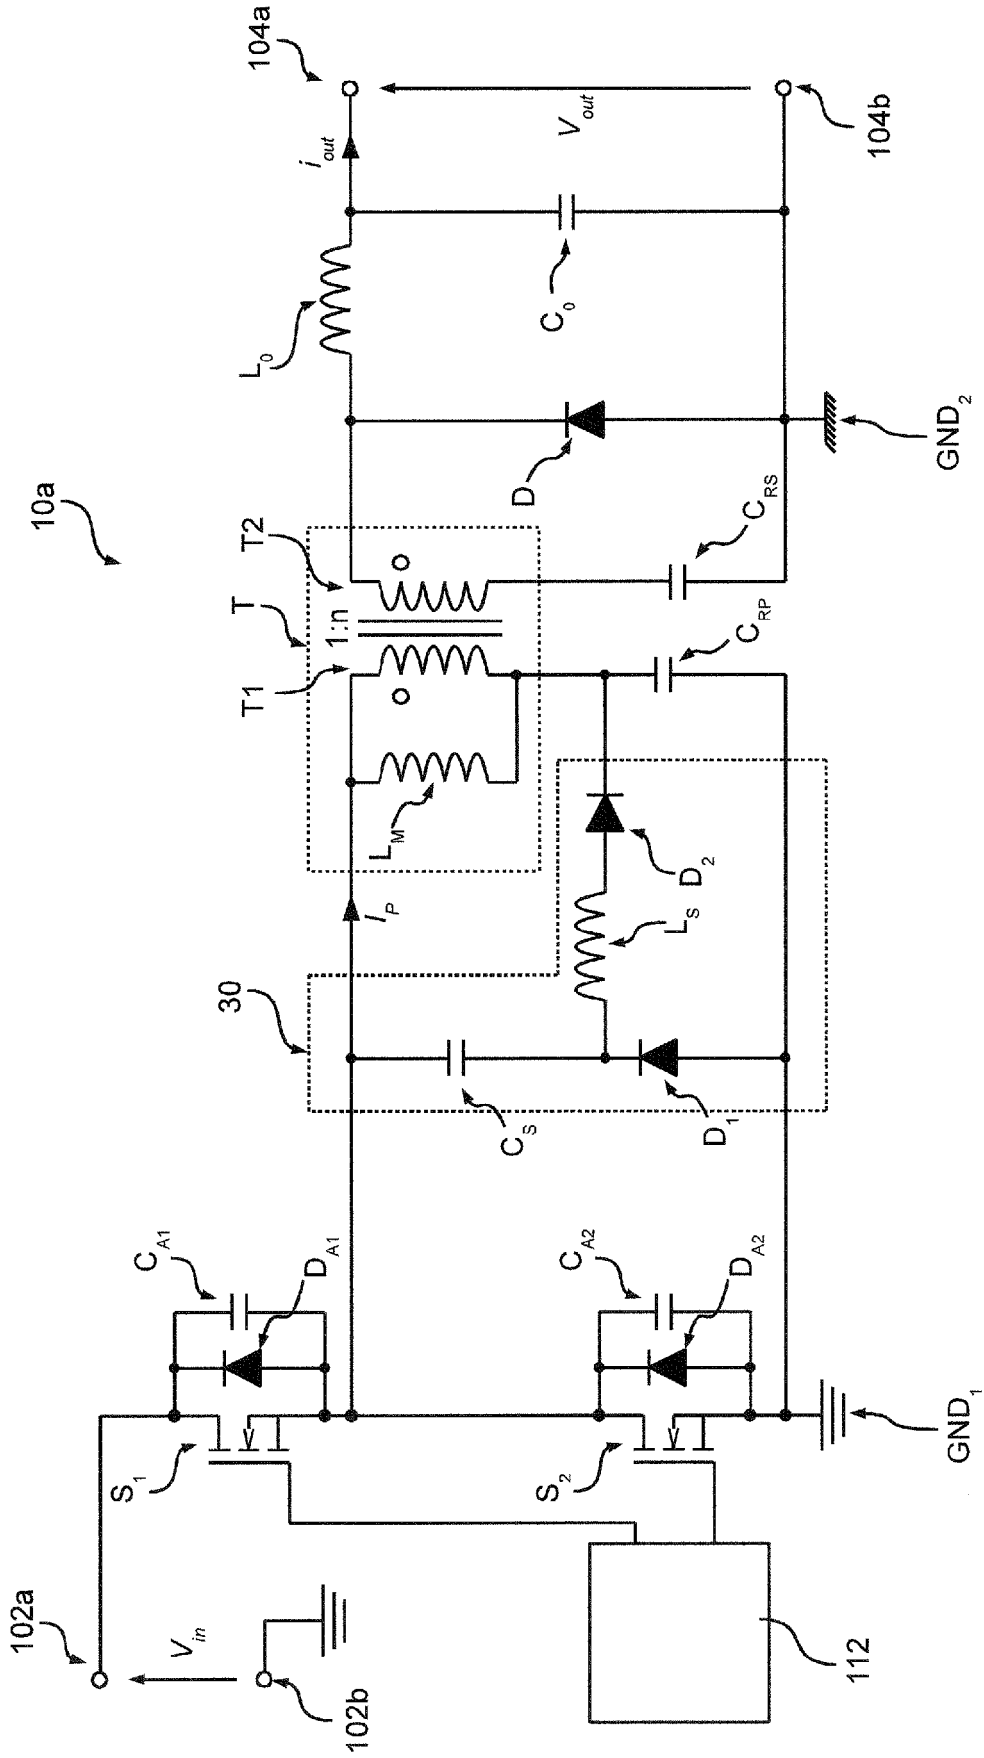 10a
102a
V_in
102b
112
S_1
C_A1
D_A1
S_2
C_A2
D_A2
GND_1
30
I_P
C_S
D_1
L_S
D_2
T
T1
T2
1:n
L_M
C_RP
C_RS
D
L_0
C_0
GND_2
i_out
V_out
104a
104b